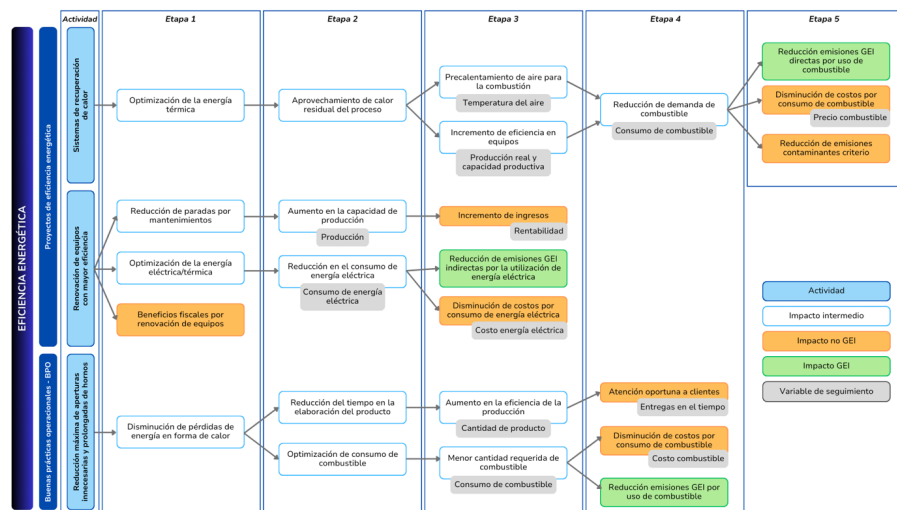 Actividad
Etapa 1
Etapa 2
Etapa 3
Etapa 4
Etapa 5
EFICIENCIA ENERGÉTICA
Proyectos de eficiencia energética
Sistemas de recuperación
de calor
Optimización de la energía
térmica
Aprovechamiento de calor
residual del proceso
Precalentamiento de aire para
la combustión
Temperatura del aire
Incremento de eficiencia en
equipos
Producción real y
capacidad productiva
Reducción de demanda de
combustible
Consumo de combustible
Reducción emisiones GEI
directas por uso de
combustible
Disminución de costos por
consumo de combustible
Precio combustible
Reducción de emisiones
contaminantes criterio
Renovación de equipos
con mayor eficiencia
Reducción de paradas por
mantenimientos
Aumento en la capacidad de
producción
Producción
Incremento de ingresos
Rentabilidad
Optimización de la energía
eléctrica/térmica
Reducción en el consumo de
energía eléctrica
Consumo de energía
eléctrica
Reducción de emisiones GEI
indirectas por la utilización de
energía eléctrica
Disminución de costos por
consumo de energía eléctrica
Costo energía eléctrica
Beneficios fiscales por
renovación de equipos
Buenas prácticas operacionales - BPO
Reducción máxima de aperturas
innecesarias y prolongadas de hornos
Disminución de pérdidas de
energía en forma de calor
Reducción del tiempo en la
elaboración del producto
Aumento en la eficiencia de la
producción
Cantidad de producto
Atención oportuna a clientes
Entregas en el tiempo
Optimización de consumo de
combustible
Menor cantidad requerida de
combustible
Consumo de combustible
Disminución de costos por
consumo de combustible
Costo combustible
Reducción emisiones GEI por
uso de combustible
Actividad
Impacto intermedio
Impacto no GEI
Impacto GEI
Variable de seguimiento